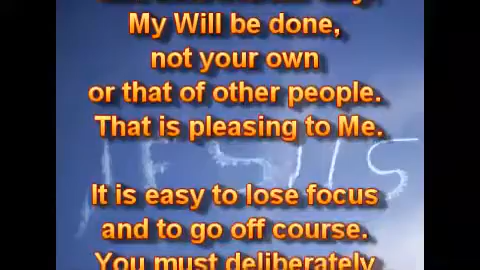 My Will be done,
not your own
or that of other people.
That is pleasing to Me.
JESUS
It is easy to lose focus
and to go off course.
You must deliberately